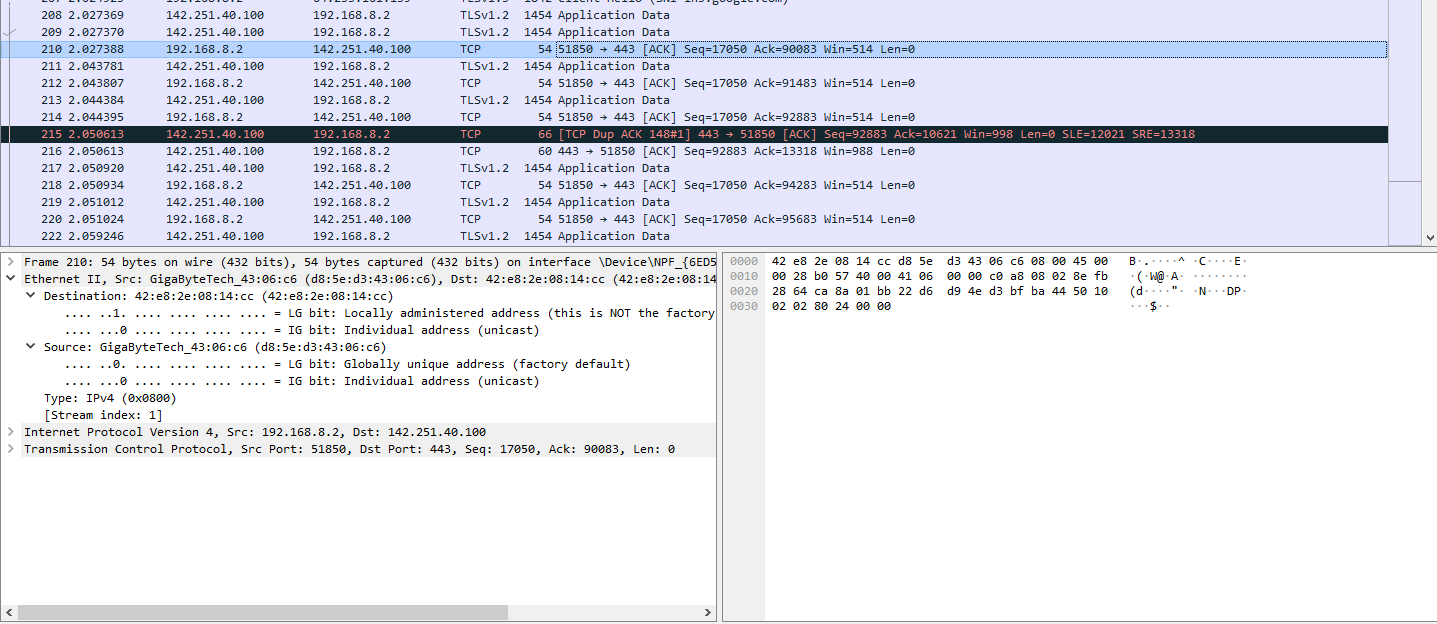 208 2.027369 142.251.40.100 192.168.8.2 TLSv1.2 1454 Application Data
209 2.027370 142.251.40.100 192.168.8.2 TLSv1.2 1454 Application Data
210 2.027388 192.168.8.2 142.251.40.100 TCP 54 51850 → 443 [ACK] Seq=17050 Ack=90083 Win=514 Len=0
211 2.043781 142.251.40.100 192.168.8.2 TLSv1.2 1454 Application Data
212 2.043807 192.168.8.2 142.251.40.100 TCP 54 51850 → 443 [ACK] Seq=17050 Ack=91483 Win=514 Len=0
213 2.044384 142.251.40.100 192.168.8.2 TLSv1.2 1454 Application Data
214 2.044395 192.168.8.2 142.251.40.100 TCP 54 51850 → 443 [ACK] Seq=17050 Ack=92883 Win=514 Len=0
215 2.050613 142.251.40.100 192.168.8.2 TCP 66 [TCP Dup ACK 148#1] 443 → 51850 [ACK] Seq=92883 Ack=10621 Win=998 Len=0 SLE=12021 SRE=13318
216 2.050613 142.251.40.100 192.168.8.2 TCP 60 443 → 51850 [ACK] Seq=92883 Ack=13318 Win=988 Len=0
217 2.050920 142.251.40.100 192.168.8.2 TLSv1.2 1454 Application Data
218 2.050934 192.168.8.2 142.251.40.100 TCP 54 51850 → 443 [ACK] Seq=17050 Ack=94283 Win=514 Len=0
219 2.051012 142.251.40.100 192.168.8.2 TLSv1.2 1454 Application Data
220 2.051024 192.168.8.2 142.251.40.100 TCP 54 51850 → 443 [ACK] Seq=17050 Ack=95683 Win=514 Len=0
222 2.059246 142.251.40.100 192.168.8.2 TLSv1.2 1454 Application Data
Frame 210: 54 bytes on wire (432 bits), 54 bytes captured (432 bits) on interface \Device\NPF_{6ED5
Ethernet II, Src: GigaByteTech_43:06:c6 (d8:5e:d3:43:06:c6), Dst: 42:e8:2e:08:14:cc (42:e8:2e:08:14
Destination: 42:e8:2e:08:14:cc (42:e8:2e:08:14:cc)
.... ..1. .... .... .... .... = LG bit: Locally administered address (this is NOT the factory
.... ...0 .... .... .... .... = IG bit: Individual address (unicast)
Source: GigaByteTech_43:06:c6 (d8:5e:d3:43:06:c6)
.... ..0. .... .... .... .... = LG bit: Globally unique address (factory default)
.... ...0 .... .... .... .... = IG bit: Individual address (unicast)
Type: IPv4 (0x0800)
[Stream index: 1]
Internet Protocol Version 4, Src: 192.168.8.2, Dst: 142.251.40.100
Transmission Control Protocol, Src Port: 51850, Dst Port: 443, Seq: 17050, Ack: 90083, Len: 0
0000 42 e8 2e 08 14 cc d8 5e d3 43 06 c6 08 00 45 00 B·.····^ ·C····E·
0010 00 28 b0 57 40 00 41 06 00 00 c0 a8 08 02 8e fb ·(·W@·A· ········
0020 28 64 ca 8a 01 bb 22 d6 d9 4e d3 bf ba 44 50 10 (d····"· ·N···DP·
0030 02 02 80 24 00 00 ···$··